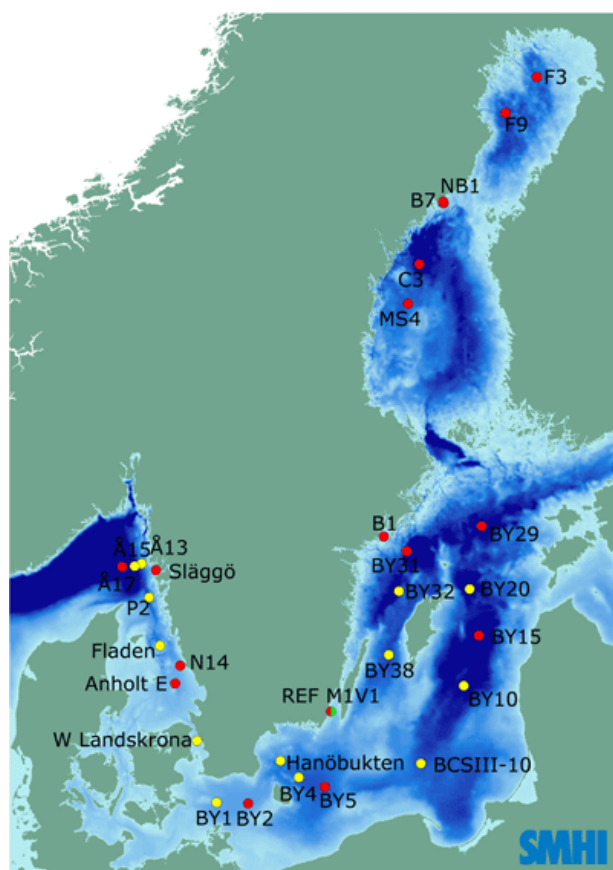 F3
F9
NB1
B7
C3
MS4
B1
BY29
Å13
Å15
BY31
Släggö
Å17
BY32
BY20
P2
BY15
Fladen
N14
BY38
Anholt E
BY10
REF M1V1
W Landskrona
Hanöbukten
BCSIII-10
BY4
BY5
BY1
BY2
SMHI